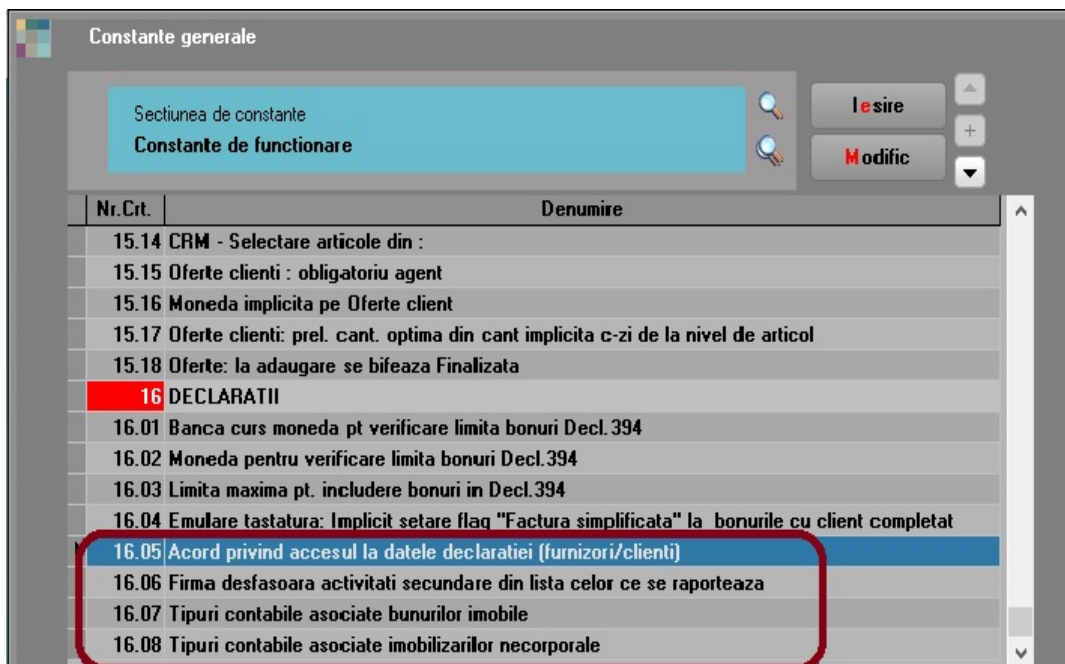 Constante generale
Sectiunea de constante
Constante de functionare
Iesire
Modific
Nr.Crt. Denumire
15.14 CRM - Selectare articole din :
15.15 Oferte clienti : obligatoriu agent
15.16 Moneda implicita pe Oferte client
15.17 Oferte clienti: prel. cant. optima din cant implicita c-zi de la nivel de articol
15.18 Oferte: la adaugare se bifeaza Finalizata
16 DECLARATII
16.01 Banca curs moneda pt verificare limita bonuri Decl.394
16.02 Moneda pentru verificare limita bonuri Decl.394
16.03 Limita maxima pt. includere bonuri in Decl.394
16.04 Emulare tastatura: Implicit setare flag "Factura simplificata" la bonurile cu client completat
16.05 Acord privind accesul la datele declaratiei (furnizori/clienti)
16.06 Firma desfasoara activitati secundare din lista celor ce se raporteaza
16.07 Tipuri contabile asociate bunurilor imobile
16.08 Tipuri contabile asociate imobilizarilor necorporale